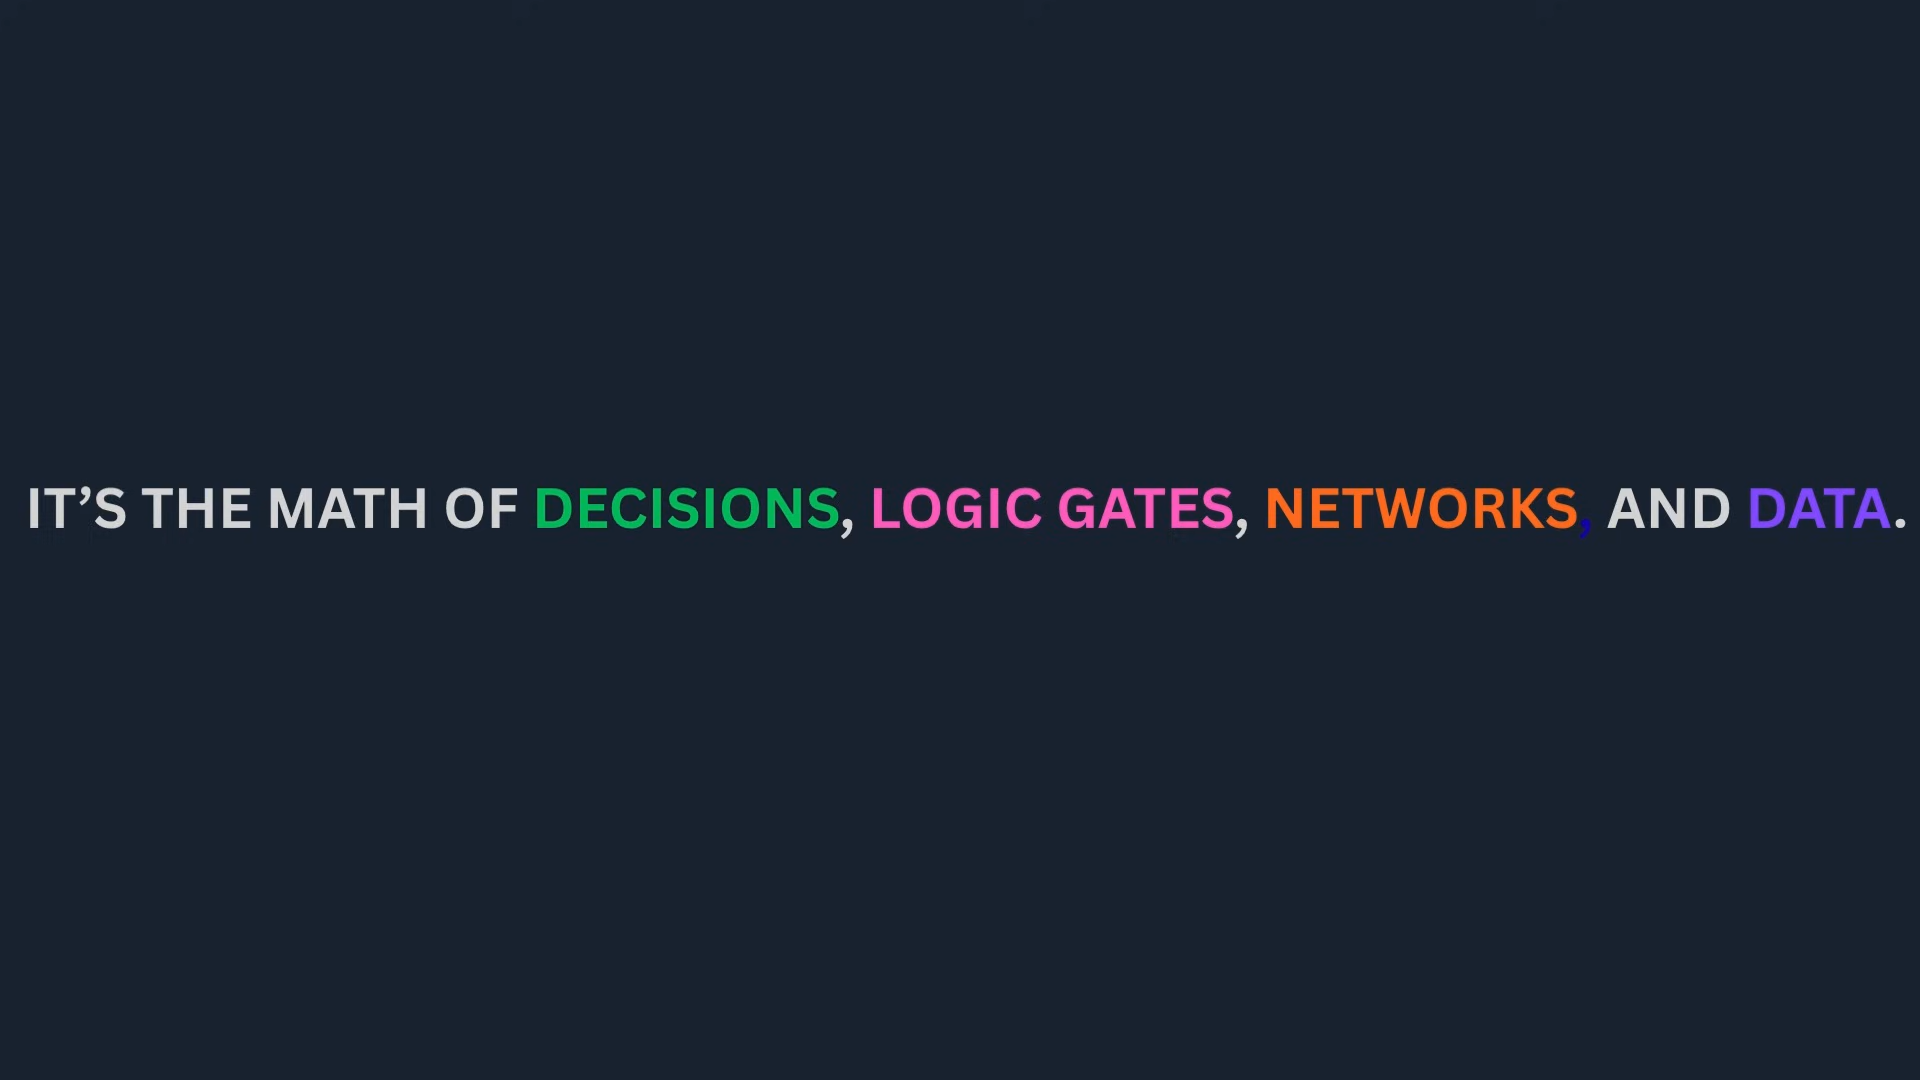 IT’S THE MATH OF DECISIONS, LOGIC GATES, NETWORKS, AND DATA.